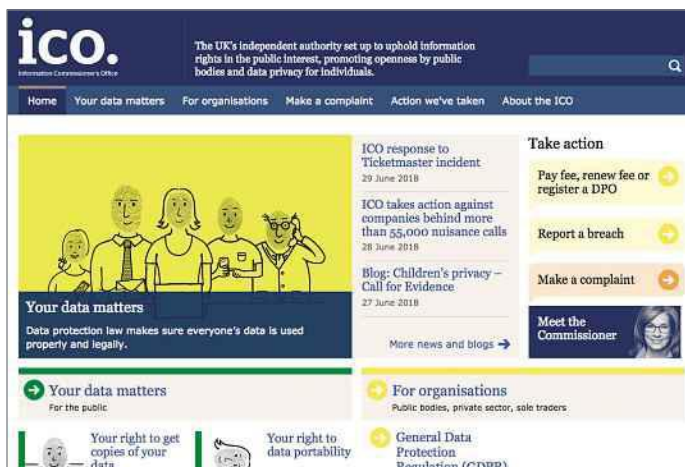 ico.
Information Commissioner's Office
The UK's independent authority set up to uphold information
rights in the public interest, promoting openness by public
bodies and data privacy for individuals.
Home Your data matters For organisations Make a complaint Action we've taken About the ICO
Your data matters
Data protection law makes sure everyone's data is used
properly and legally.
ICO response to
Ticketmaster incident
29 June 2018
ICO takes action against
companies behind more
than 55,000 nuisance calls
28 June 2018
Blog: Children's privacy –
Call for Evidence
27 June 2018
More news and blogs
Take action
Pay fee, renew fee or
register a DPO
Report a breach
Make a complaint
Meet the
Commissioner
Your data matters
For the public
For organisations
Public bodies, private sector, sole traders
Your right to get
copies of your
data
Your right to
data portability
General Data
Protection
Regulation (GDPR)